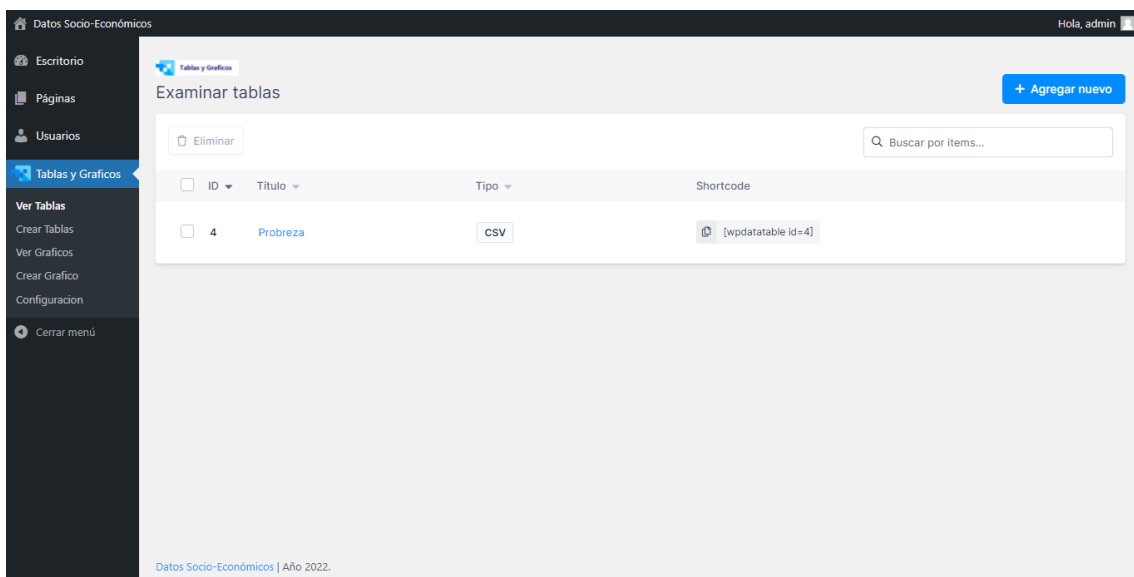 Datos Socio-Económicos
Hola, admin
Escritorio
Páginas
Usuarios
Tablas y Graficos
Ver Tablas
Crear Tablas
Ver Graficos
Crear Grafico
Configuracion
Cerrar menú
Tablas y Graficos
Examinar tablas
+ Agregar nuevo
Eliminar
Buscar por items...
ID Título Tipo Shortcode
4 Probreza CSV [wpdatatable id=4]
Datos Socio-Económicos | Año 2022.